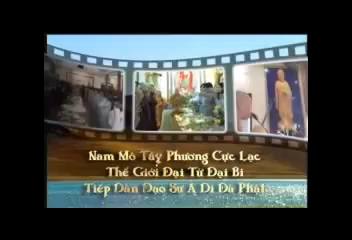 Nam Mô Tây Phương Cực Lạc
Thế Giới Đại Từ Đại Bi
Tiếp Dẫn Đạo Sư A Di Đà Phật.